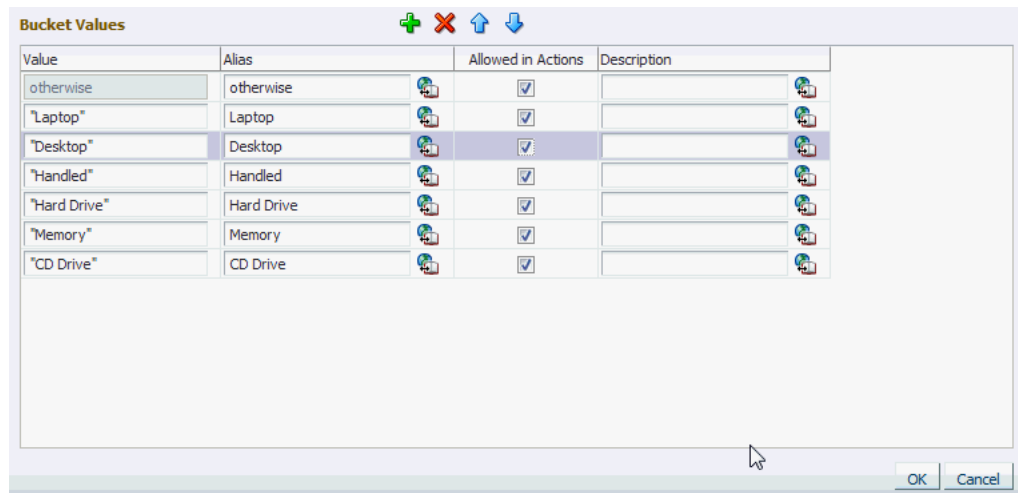 Bucket Values
Value Alias Allowed in Actions Description
otherwise otherwise
"Laptop" Laptop
"Desktop" Desktop
"Handled" Handled
"Hard Drive" Hard Drive
"Memory" Memory
"CD Drive" CD Drive
OK Cancel